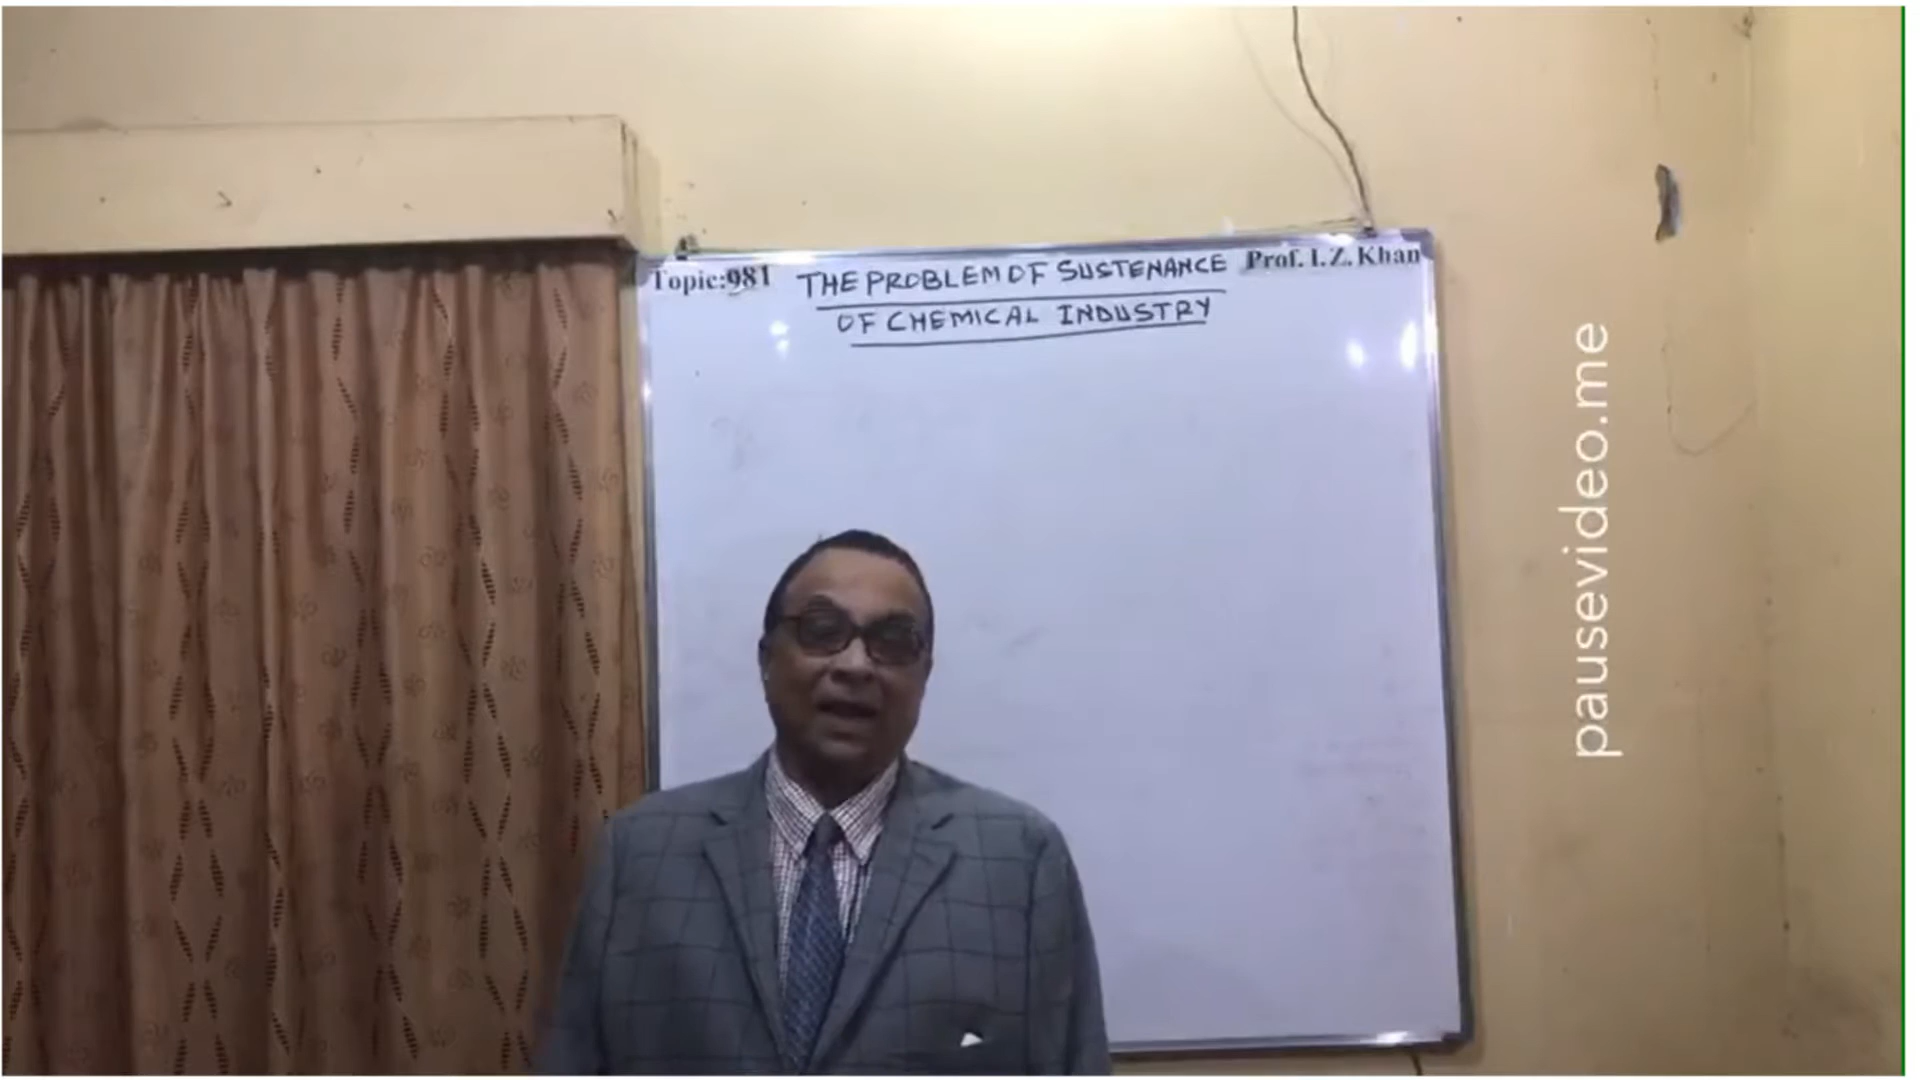 Topic:981
THE PROBLEM OF SUSTENANCE
OF CHEMICAL INDUSTRY
Prof. I.Z. Khan
pausevideo.me